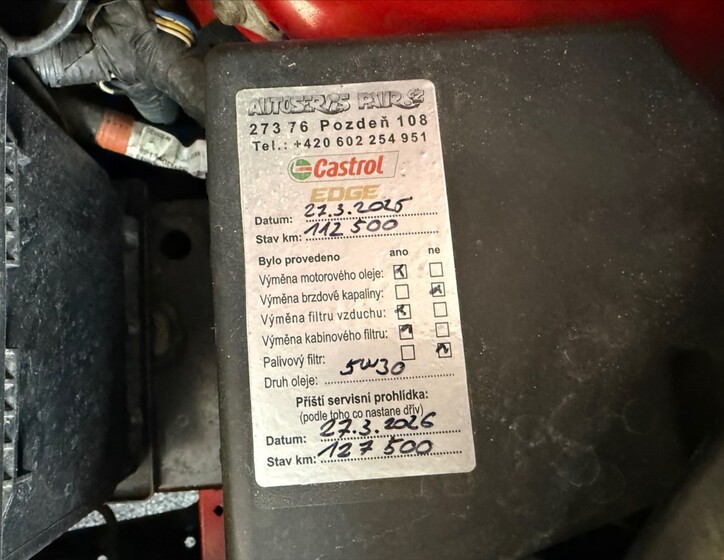 AUTOSERVIS PAUR
273 76 Pozdeň 108
Tel.: +420 602 254 951
Castrol
EDGE
Datum: 27.3.2025
Stav km: 112 500
Bylo provedeno ano ne
Výměna motorového oleje:
Výměna brzdové kapaliny:
Výměna filtru vzduchu:
Výměna kabinového filtru:
Palivový filtr:
Druh oleje: 5W30
Příští servisní prohlídka:
(podle toho co nastane dřív)
Datum: 27.3.2026
Stav km: 127 500